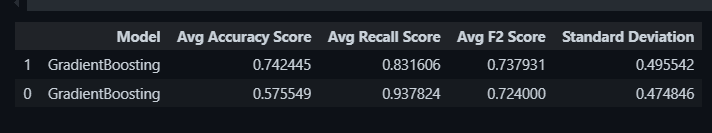 Model Avg Accuracy Score Avg Recall Score Avg F2 Score Standard Deviation
1 GradientBoosting 0.742445 0.831606 0.737931 0.495542
0 GradientBoosting 0.575549 0.937824 0.724000 0.474846